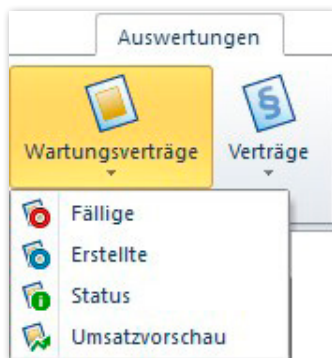 Auswertungen
Wartungsverträge Verträge
Fällige
Erstellte
Status
Umsatzvorschau